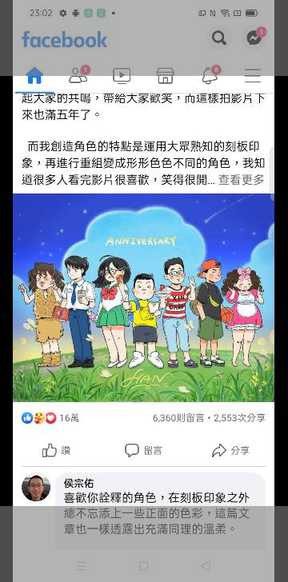 23:02
facebook
起大家的共鳴，帶給大家歡笑，而這樣拍影片下
來也滿五年了。
而我創造角色的特點是運用大眾熟知的刻板印
象，再進行重組變成形形色色不同的角色，我知
道很多人看完影片很喜歡，笑得很開... 查看更多
ANNIVERSARY
HAN
16萬
6,360則留言・2,553次分享
讚 留言 分享
侯宗佑
喜歡你詮釋的角色，在刻板印象之外
總不忘添上一些正面的色彩，這篇文
章也一樣透露出充滿同理的溫柔。